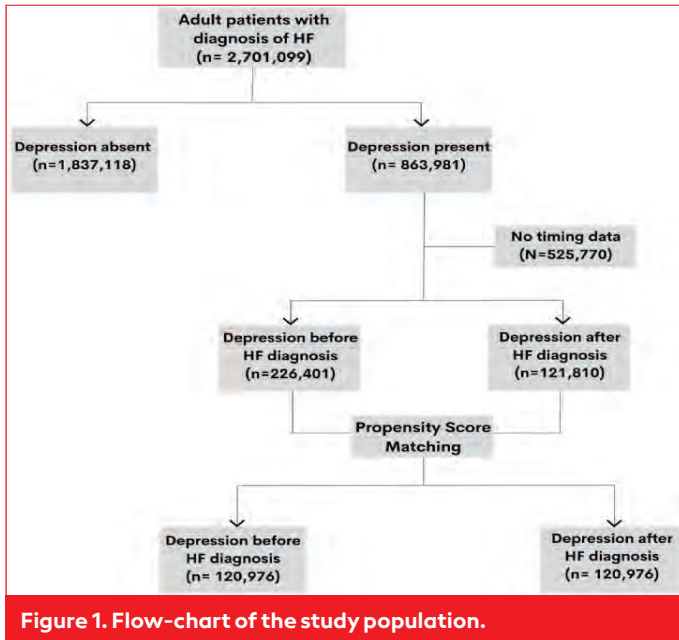 Adult patients with
diagnosis of HF
(n= 2,701,099)
Depression absent
(n=1,837,118)
Depression present
(n= 863,981)
No timing data
(N=525,770)
Depression before
HF diagnosis
(n=226,401)
Depression after
HF diagnosis
(n=121,810)
Propensity Score
Matching
Depression before
HF diagnosis
(n= 120,976)
Depression after
HF diagnosis
(n= 120,976)
Figure 1. Flow-chart of the study population.